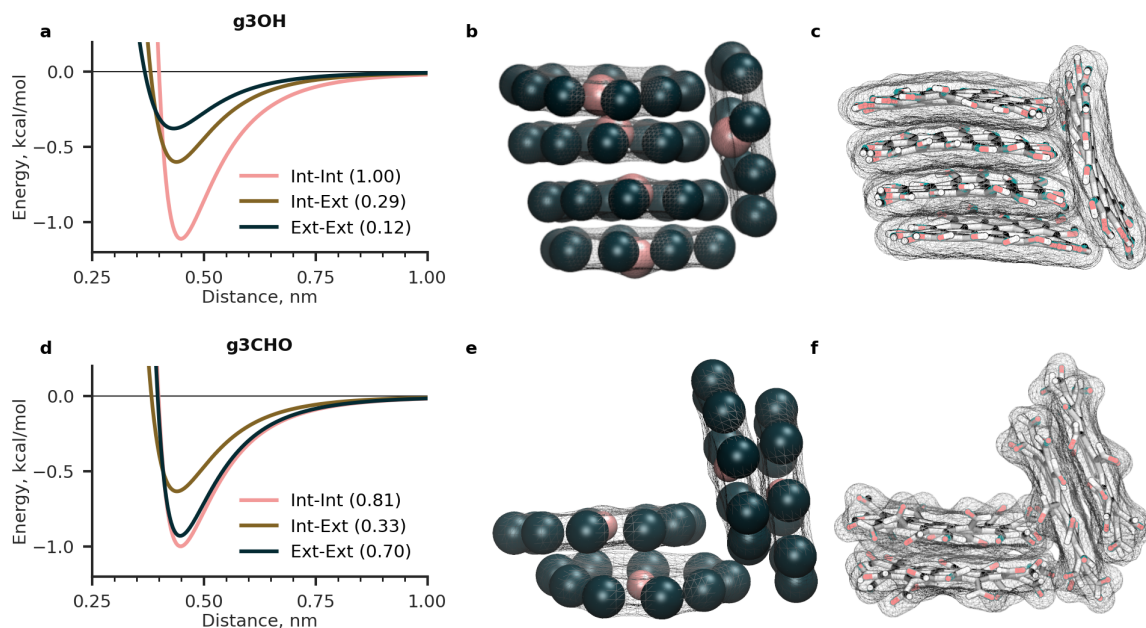 g3OH
a
b
c
0.0
−0.5
−1.0
Energy, kcal/mol
Int-Int (1.00)
Int-Ext (0.29)
Ext-Ext (0.12)
0.25 0.50 0.75 1.00
Distance, nm
g3CHO
d
e
f
0.0
−0.5
−1.0
Energy, kcal/mol
Int-Int (0.81)
Int-Ext (0.33)
Ext-Ext (0.70)
0.25 0.50 0.75 1.00
Distance, nm